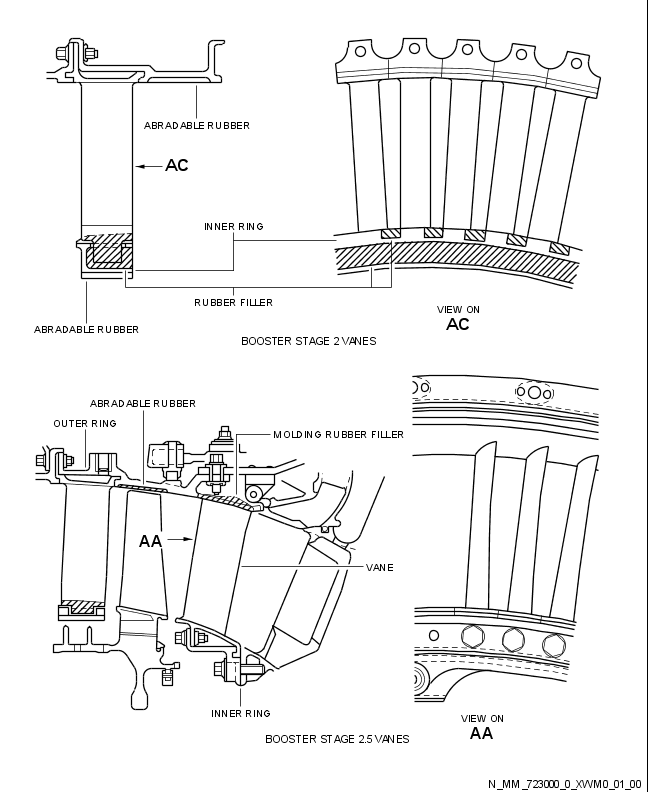 ABRADABLE RUBBER
AC
INNER RING
RUBBER FILLER
ABRADABLE RUBBER
VIEW ON
AC
BOOSTER STAGE 2 VANES
ABRADABLE RUBBER
OUTER RING
MOLDING RUBBER FILLER
AA
VANE
INNER RING
VIEW ON
AA
BOOSTER STAGE 2.5 VANES
N_MM_723000_0_XWM0_01_00